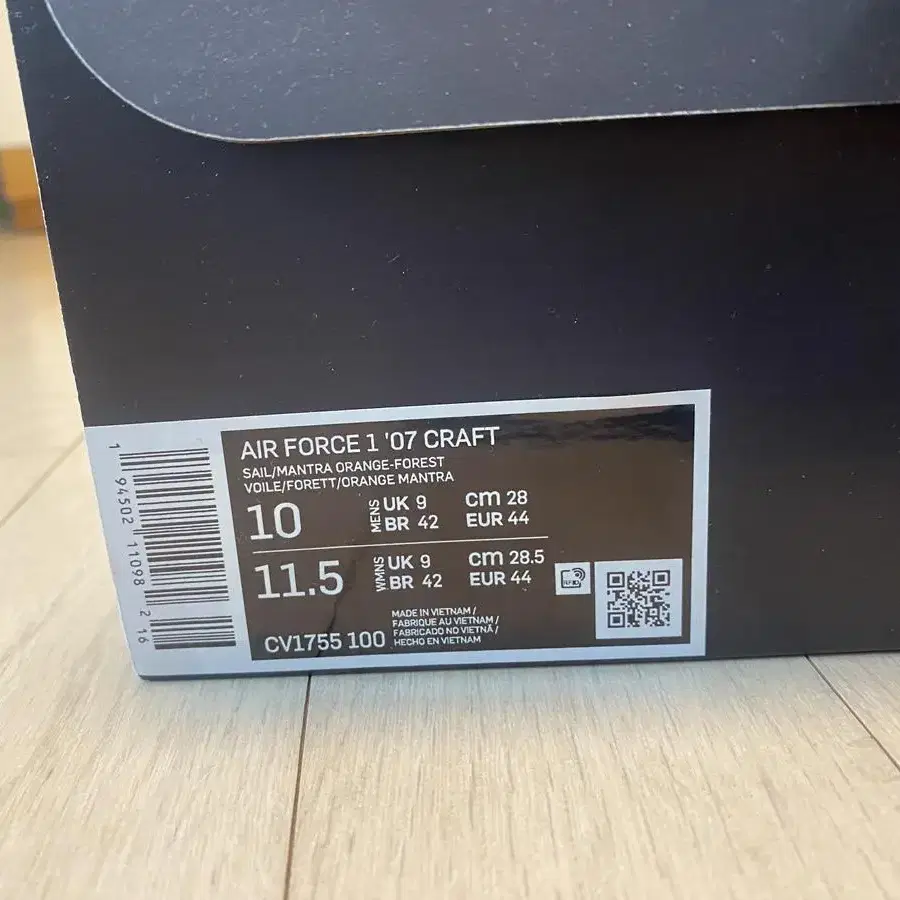 AIR FORCE 1 '07 CRAFT
SAIL/MANTRA ORANGE-FOREST
VOILE/FORETT/ORANGE MANTRA
10 MENS UK 9 cm 28
BR 42 EUR 44
11.5 WMNS UK 9 cm 28.5
BR 42 EUR 44
MADE IN VIETNAM /
FABRIQUE AU VIETNAM /
FABRICADO NO VIETNÃ /
HECHO EN VIETNAM
CV1755 100
1 94502 11098 2 16